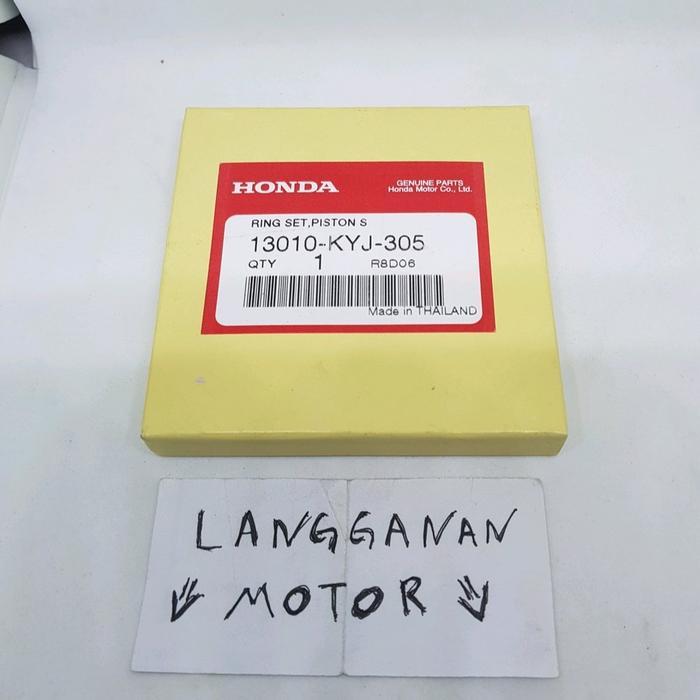 HONDA
GENUINE PARTS
Honda Motor Co., Ltd.
RING SET,PISTON S
13010-KYJ-305
QTY 1 R8D06
Made in THAILAND
LANGGANAN
MOTOR